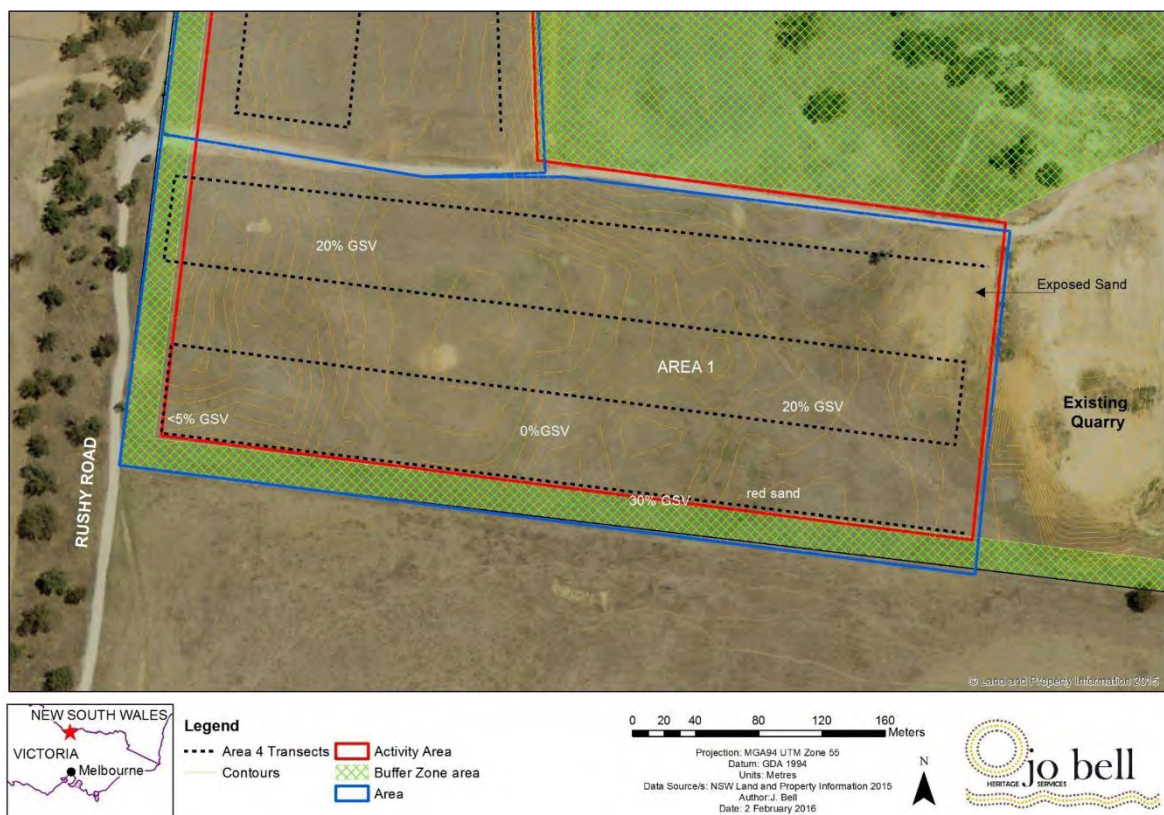 20% GSV
Exposed Sand
AREA 1
20% GSV
Existing
Quarry
<5% GSV
0%GSV
30% GSV
red sand
RUSHY ROAD
© Land and Property Information 2015
NEW SOUTH WALES
VICTORIA
Melbourne
Legend
Area 4 Transects
Contours
Activity Area
Buffer Zone area
Area
0 20 40 80 120 160
Meters
Projection: MGA94 UTM Zone 55
Datum: GDA 1994
Units: Metres
Data Source/s: NSW Land and Property Information 2015
Author:J. Bell
Date: 2 February 2016
N
jo bell
HERITAGE SERVICES